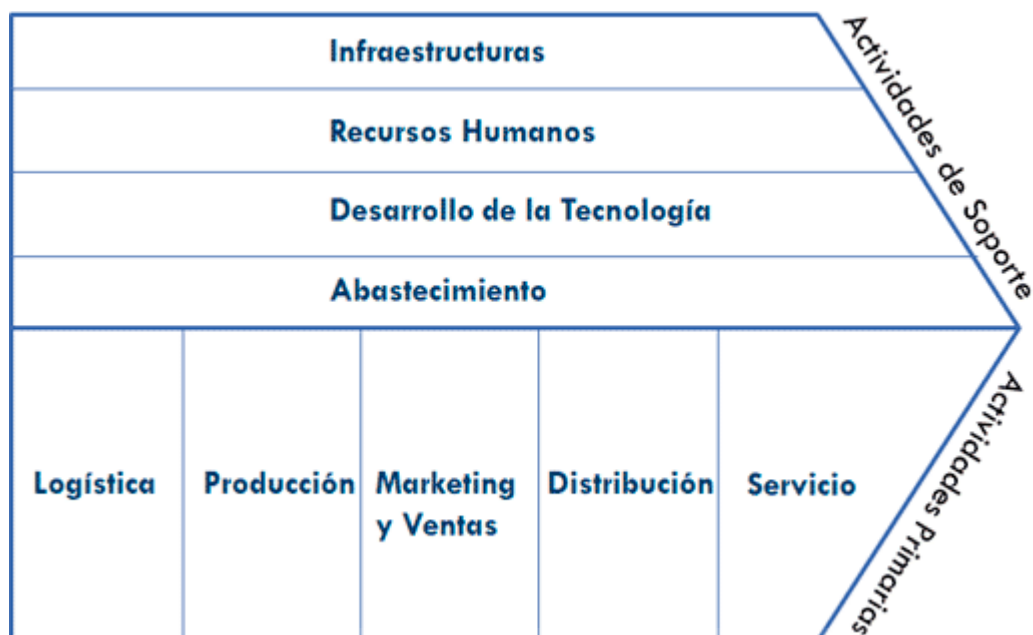 Infraestructuras
Recursos Humanos
Desarrollo de la Tecnología
Abastecimiento
Actividades de Soporte
Logística
Producción
Marketing
y Ventas
Distribución
Servicio
Actividades Primarias